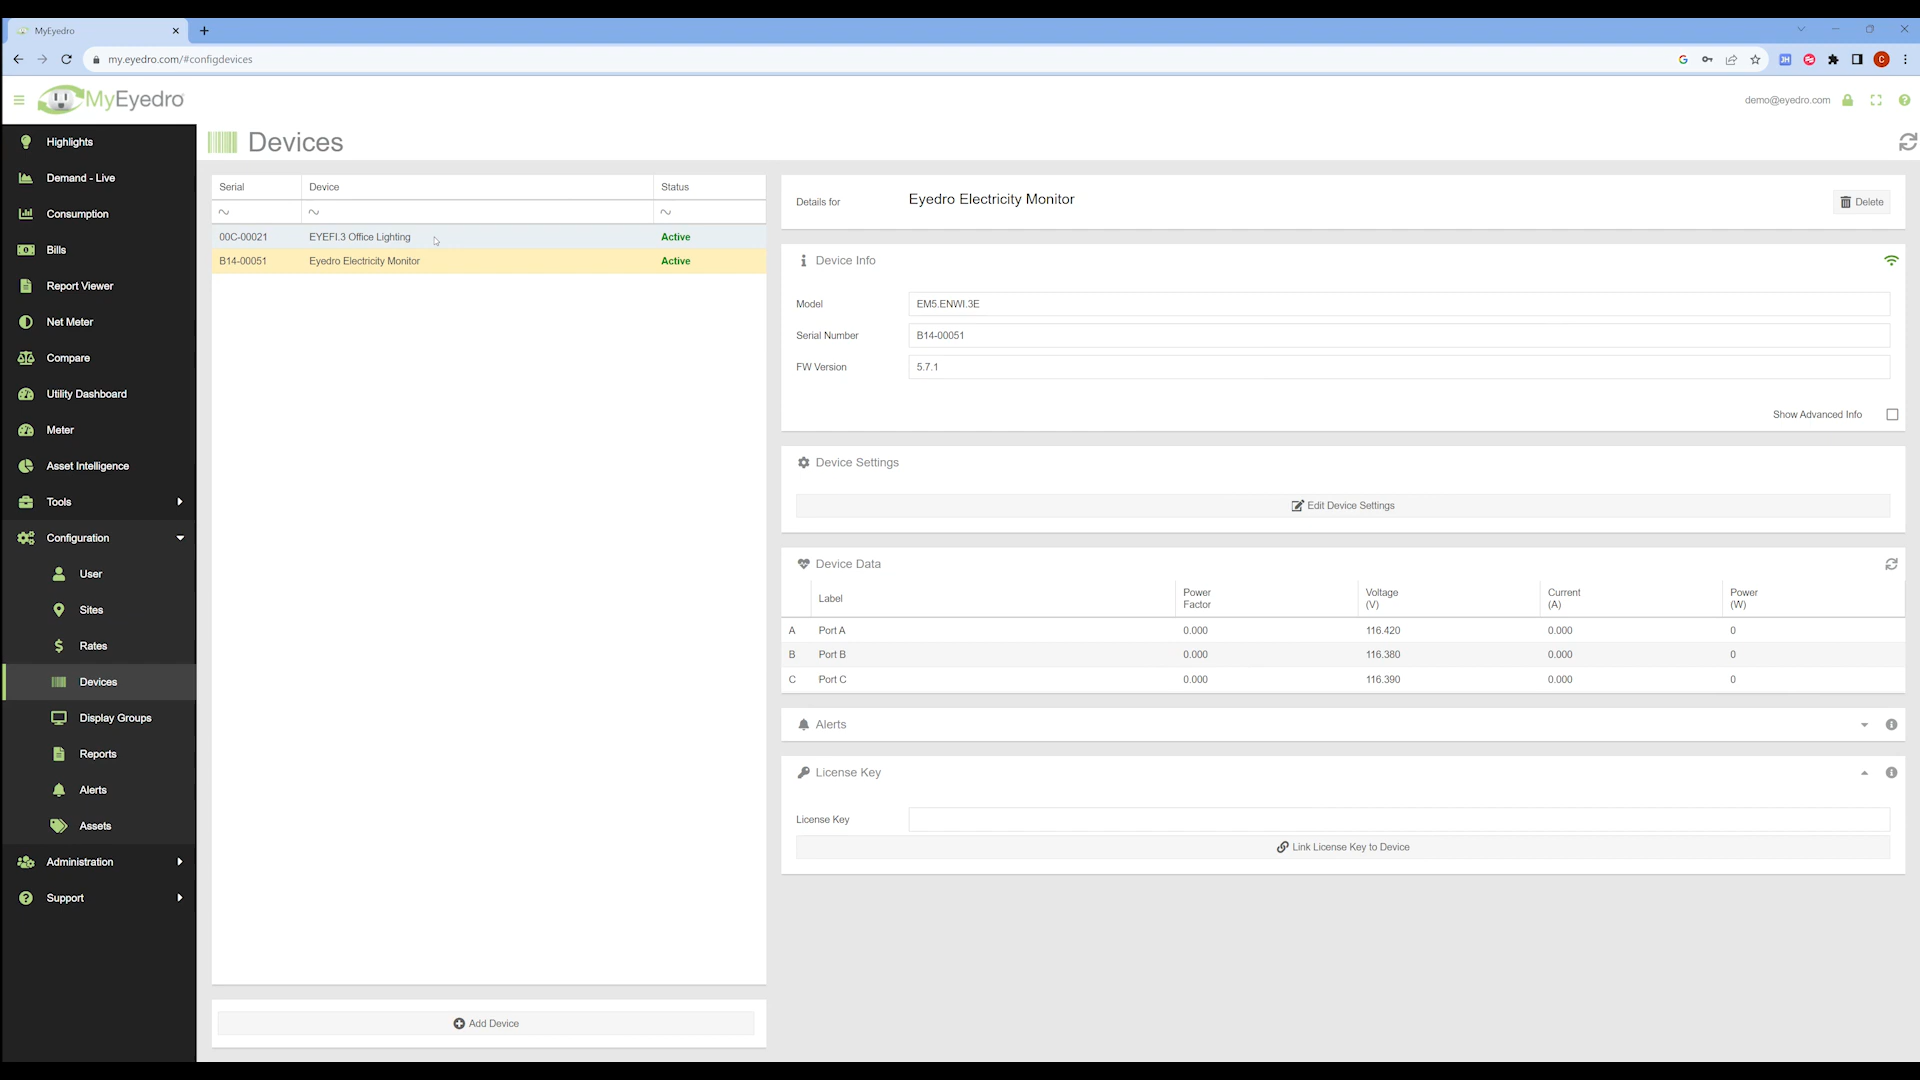 MyEyedro
my.eyedro.com/#configdevices
C
MyEyedro
demo@eyedro.com
Highlights
Demand - Live
Consumption
Bills
Report Viewer
Net Meter
Compare
Utility Dashboard
Meter
Asset Intelligence
Tools
Configuration
User
Sites
Rates
Devices
Display Groups
Reports
Alerts
Assets
Administration
Support
Devices
Serial Device Status
00C-00021 EYEFI.3 Office Lighting Active
B14-00051 Eyedro Electricity Monitor Active
Add Device
Details for Eyedro Electricity Monitor Delete
Device Info
Model EM5.ENWI.3E
Serial Number B14-00051
FW Version 5.7.1
Show Advanced Info
Device Settings
Edit Device Settings
Device Data
Label Power Factor Voltage (V) Current (A) Power (W)
A Port A 0.000 116.420 0.000 0
B Port B 0.000 116.380 0.000 0
C Port C 0.000 116.390 0.000 0
Alerts
License Key
License Key
Link License Key to Device